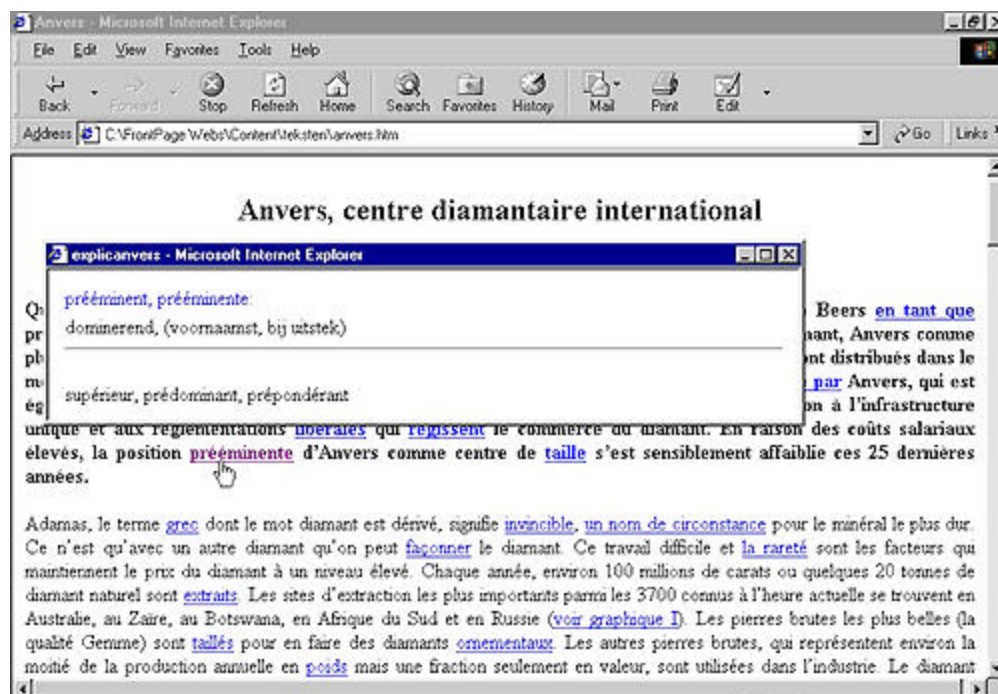 Anvers - Microsoft Internet Explorer
File Edit View Favorites Tools Help
Back Forward Stop Refresh Home Search Favorites History Mail Print Edit
Address C:\FrontPage Webs\Content\teksten\anvers.htm Go Links
Anvers, centre diamantaire international
explicanvers - Microsoft Internet Explorer
prééminent, prééminente:
dominerend, (voornaamst, bij uitstek)
supérieur, prédominant, prépondérant
Beers en tant que
Anvers comme
distribués dans le
par Anvers, qui est
à l'infrastructure
unique et aux réglementations libérales qui régissent le commerce du diamant. En raison des coûts salariaux
élevés, la position prééminente d'Anvers comme centre de taille s'est sensiblement affaiblie ces 25 dernières
années.
Adamas, le terme grec dont le mot diamant est dérivé, signifie invincible, un nom de circonstance pour le minéral le plus dur.
Ce n'est qu'avec un autre diamant qu'on peut façonner le diamant. Ce travail difficile et la rareté sont les facteurs qui
maintiennent le prix du diamant à un niveau élevé. Chaque année, environ 100 millions de carats ou quelques 20 tonnes de
diamant naturel sont extraits. Les sites d'extraction les plus importants parmi les 3700 connus à l'heure actuelle se trouvent en
Australie, au Zaïre, au Botswana, en Afrique du Sud et en Russie (voir graphique I). Les pierres brutes les plus belles (la
qualité Gemme) sont taillés pour en faire des diamants ornementaux. Les autres pierres brutes, qui représentent environ la
moitié de la production annuelle en poids mais une fraction seulement en valeur, sont utilisées dans l'industrie. Le diamant